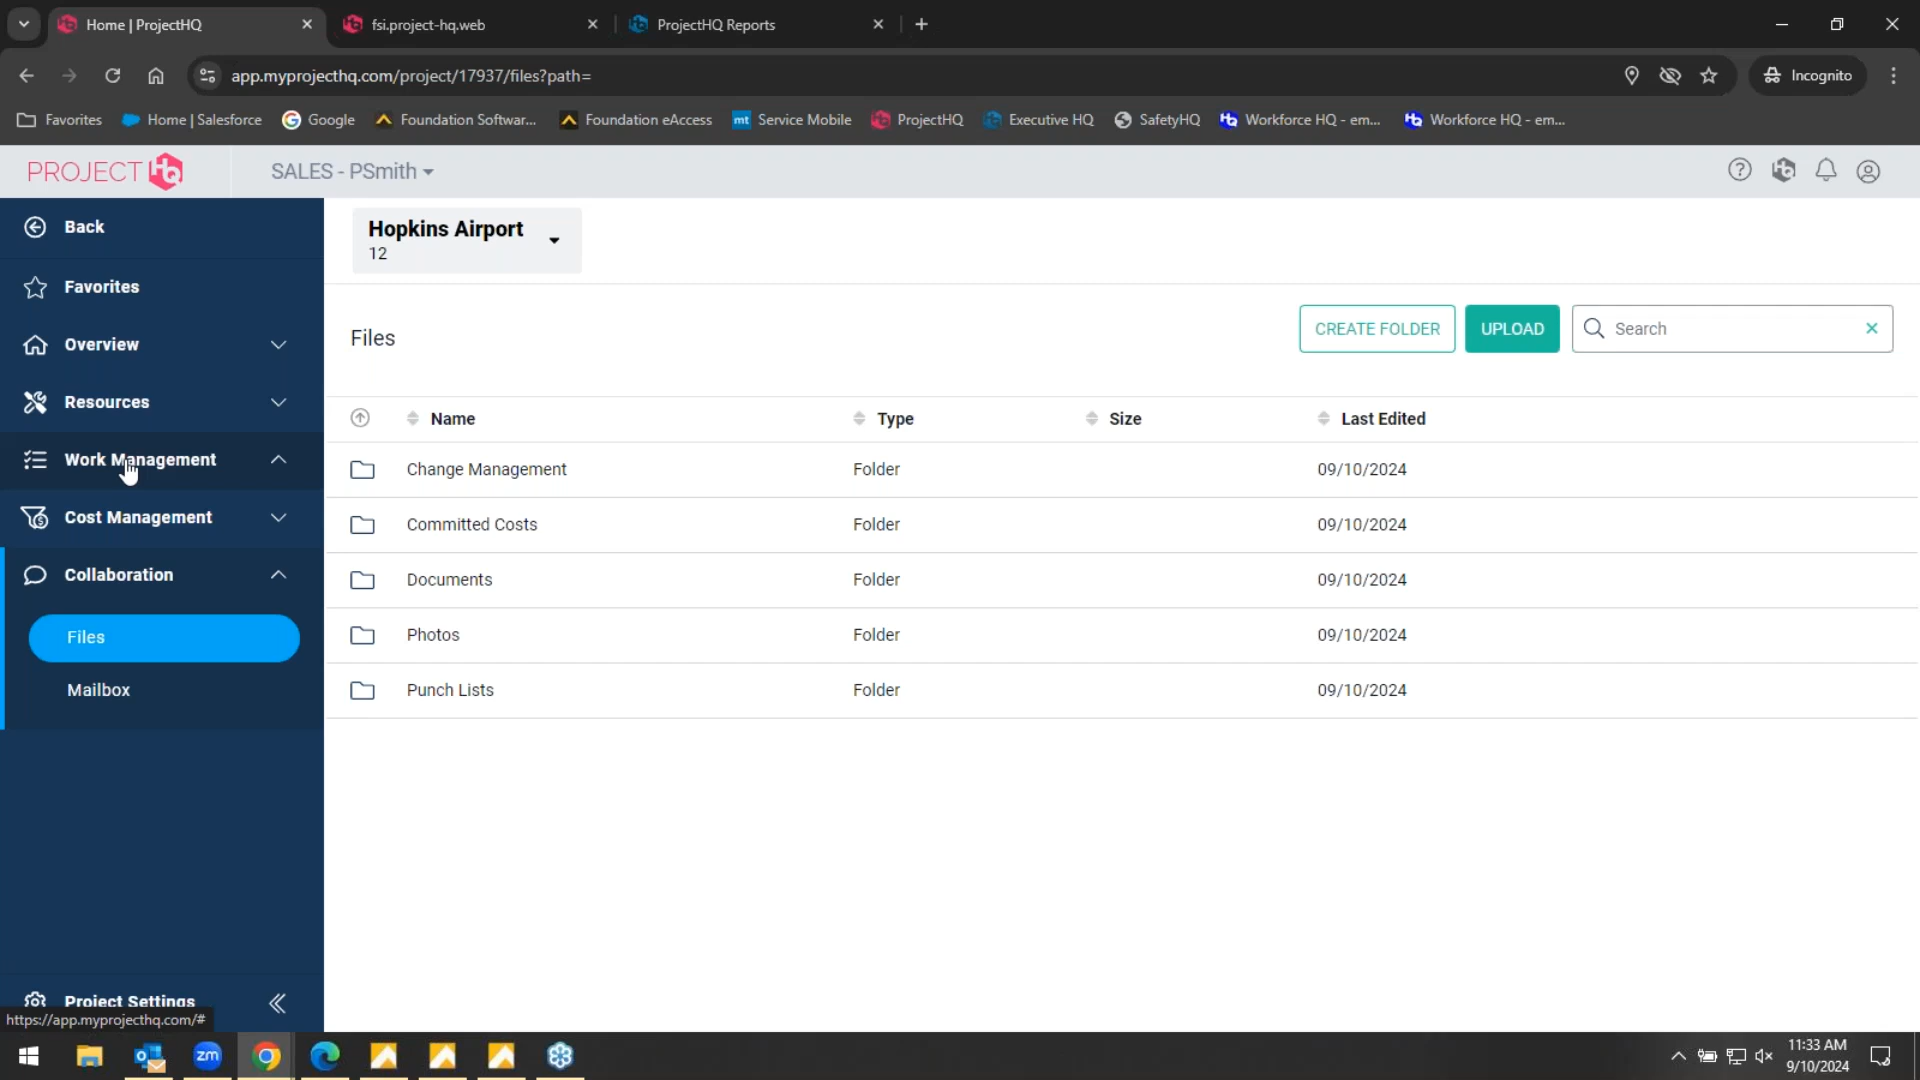 Home | ProjectHQ
fsi.project-hq.web
ProjectHQ Reports
app.myprojecthq.com/project/17937/files?path=
Incognito
Favorites
Home | Salesforce
Google
Foundation Softwar...
Foundation eAccess
mt
Service Mobile
ProjectHQ
Executive HQ
SafetyHQ
Workforce HQ - em...
Workforce HQ - em...
PROJECT
SALES - PSmith
Back
Favorites
Overview
Resources
Work Management
Cost Management
Collaboration
Files
Mailbox
Project Settings
https://app.myprojecthq.com/#
Hopkins Airport
12
Files
CREATE FOLDER
UPLOAD
Search
Name Type Size Last Edited
Change Management Folder 09/10/2024
Committed Costs Folder 09/10/2024
Documents Folder 09/10/2024
Photos Folder 09/10/2024
Punch Lists Folder 09/10/2024
zm
11:33 AM
9/10/2024